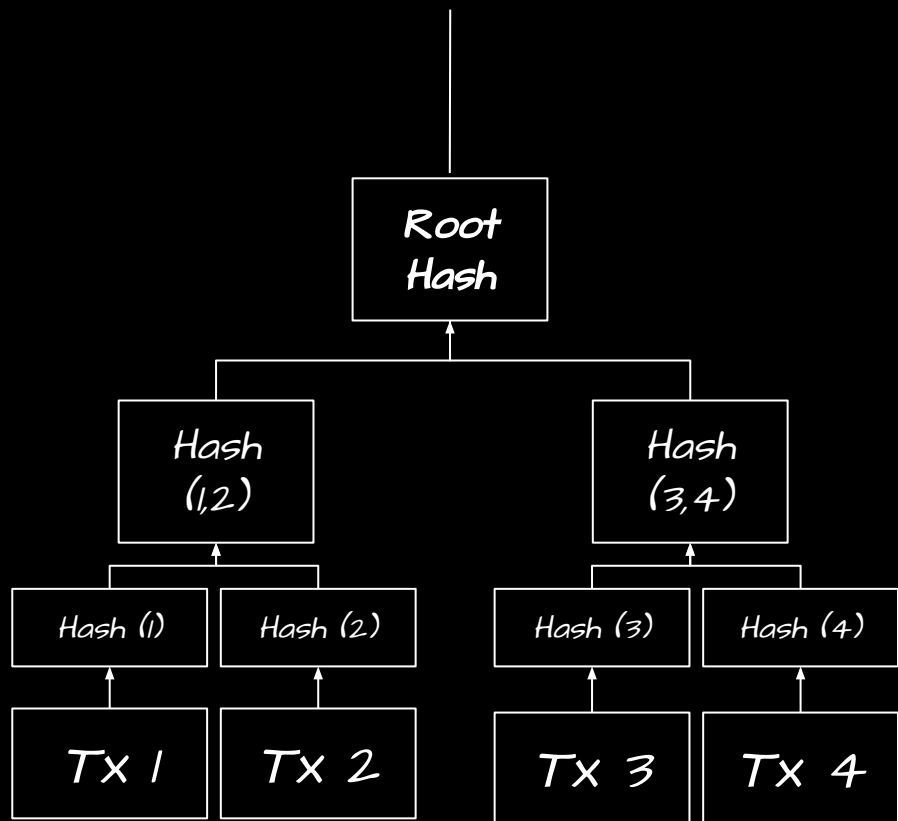 Root
Hash
Hash
(1,2)
Hash
(3,4)
Hash (1)
Hash (2)
Hash (3)
Hash (4)
Tx 1
Tx 2
Tx 3
Tx 4